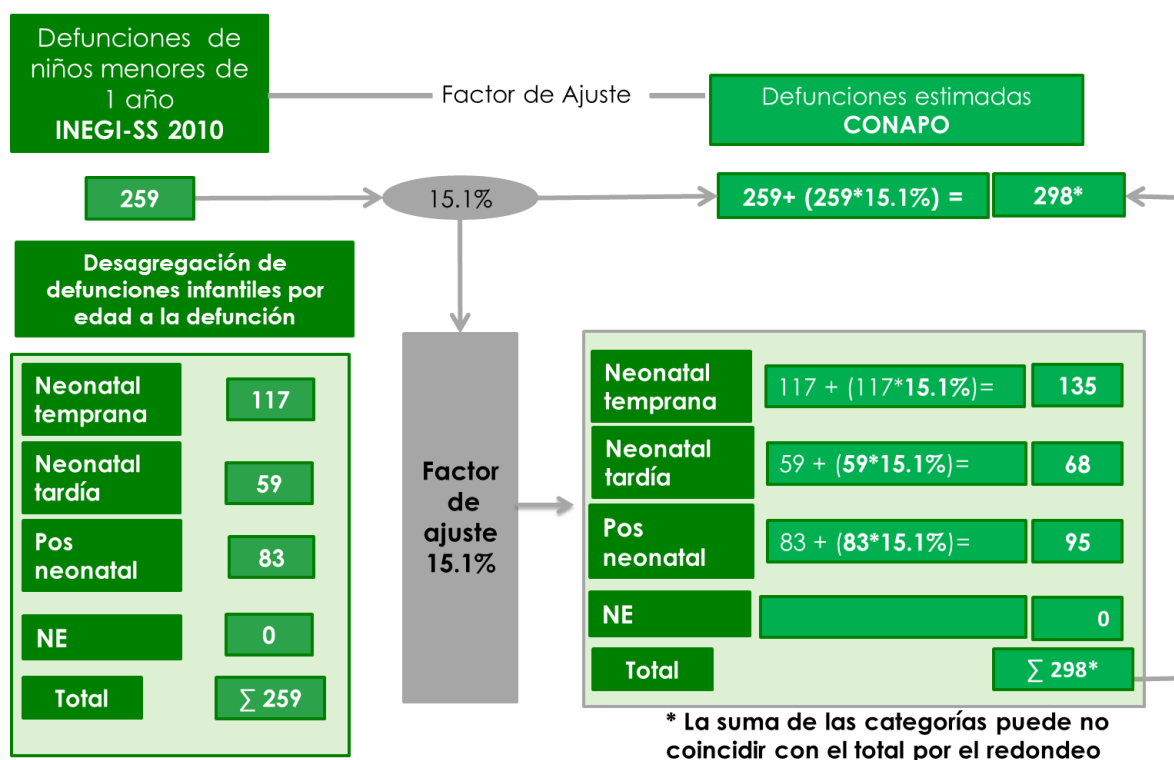 Defunciones de
niños menores de
1 año
INEGI-SS 2010
Factor de Ajuste
Defunciones estimadas
CONAPO
259
15.1%
259+ (259*15.1%) =
298*
Desagregación de
defunciones infantiles por
edad a la defunción
Neonatal
temprana
117
Neonatal
tardía
59
Pos
neonatal
83
NE
0
Total
∑ 259
Factor
de
ajuste
15.1%
Neonatal
temprana
117 + (117*15.1%)=
135
Neonatal
tardía
59 + (59*15.1%)=
68
Pos
neonatal
83 + (83*15.1%)=
95
NE
0
Total
∑ 298*
* La suma de las categorías puede no
coincidir con el total por el redondeo